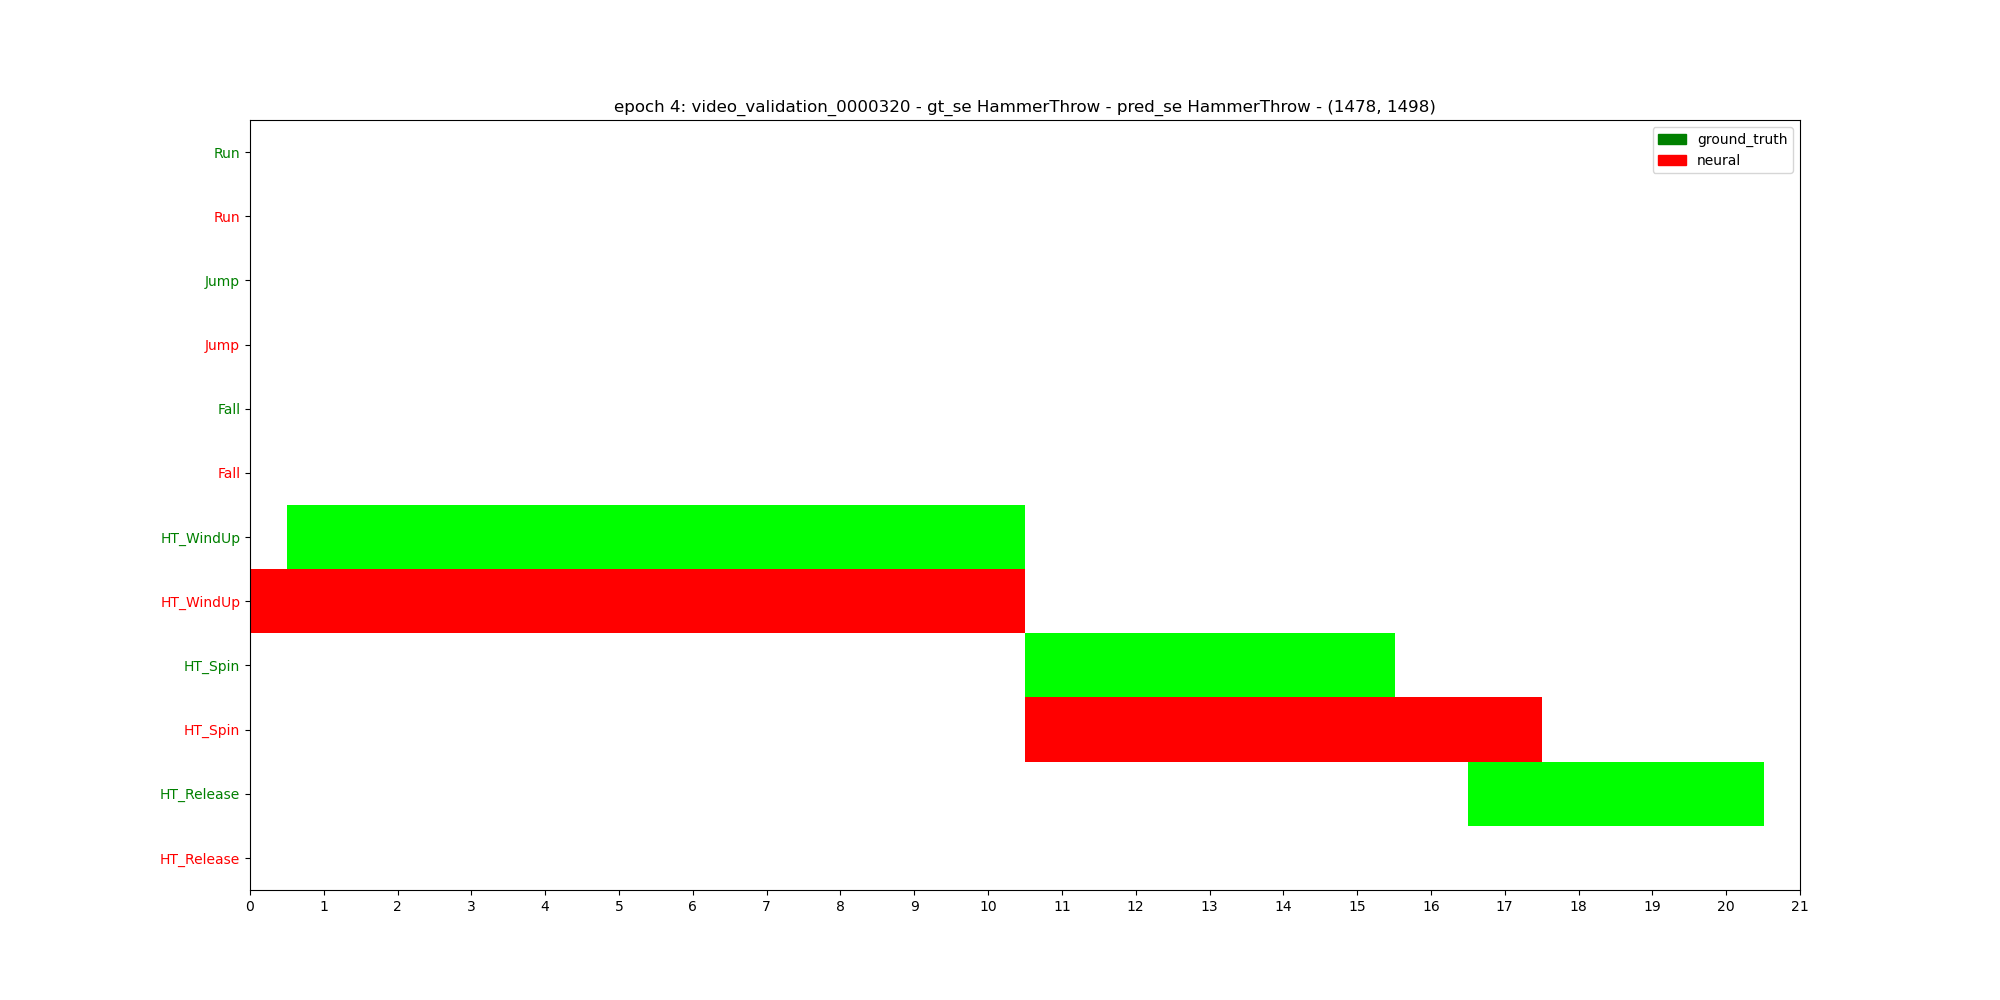 epoch 4: video_validation_0000320 - gt_se HammerThrow - pred_se HammerThrow - (1478, 1498)
ground_truth
neural
Run
Run
Jump
Jump
Fall
Fall
HT_WindUp
HT_WindUp
HT_Spin
HT_Spin
HT_Release
HT_Release
0 1 2 3 4 5 6 7 8 9 10 11 12 13 14 15 16 17 18 19 20 21